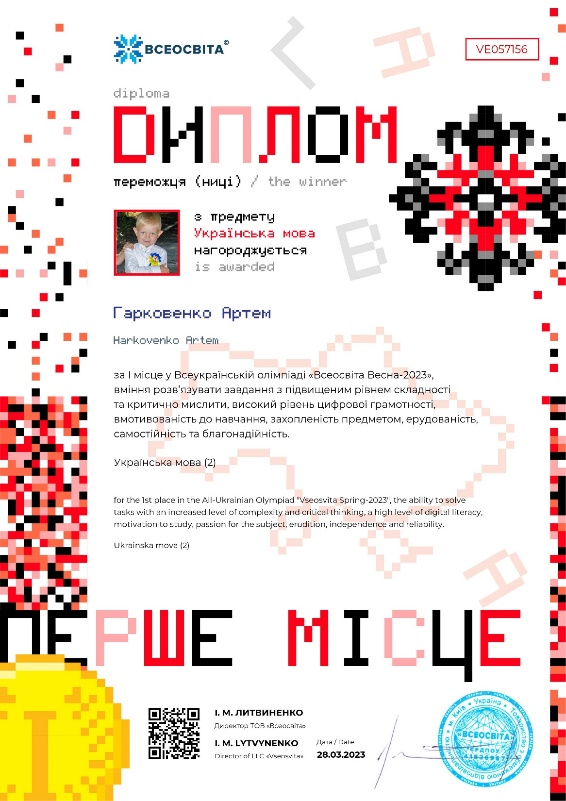 ВСЕОСВІТА©
VE057156
diploma
ДИПЛОМ
переможця (ниці) / the winner
з предмету
Українська мова
нагороджується
is awarded
Гарковенко Артем
Harkovenko Artem
за І місце у Всеукраїнській олімпіаді «Всеосвіта Весна-2023»,
вміння розв'язувати завдання з підвищеним рівнем складності
та критично мислити, високий рівень цифрової грамотності,
вмотивованість до навчання, захопленість предметом, ерудованість,
самостійність та благонадійність.
Українська мова (2)
for the 1st place in the All-Ukrainian Olympiad "Vseosvita Spring-2023", the ability to solve
tasks with an increased level of complexity and critical thinking, a high level of digital literacy,
motivation to study, passion for the subject, erudition, independence and reliability.
Ukrainska mova (2)
ПЕРШЕ МІСЦЕ
І. М. ЛИТВИНЕНКО
Директор ТОВ «Всеосвіта»
I. M. LYTVYNENKO
Director of LLC «Vseosvita»
Дата / Date
28.03.2023
м. Київ * Україна *
«ВСЕОСВІТА»
ЄДРПОУ